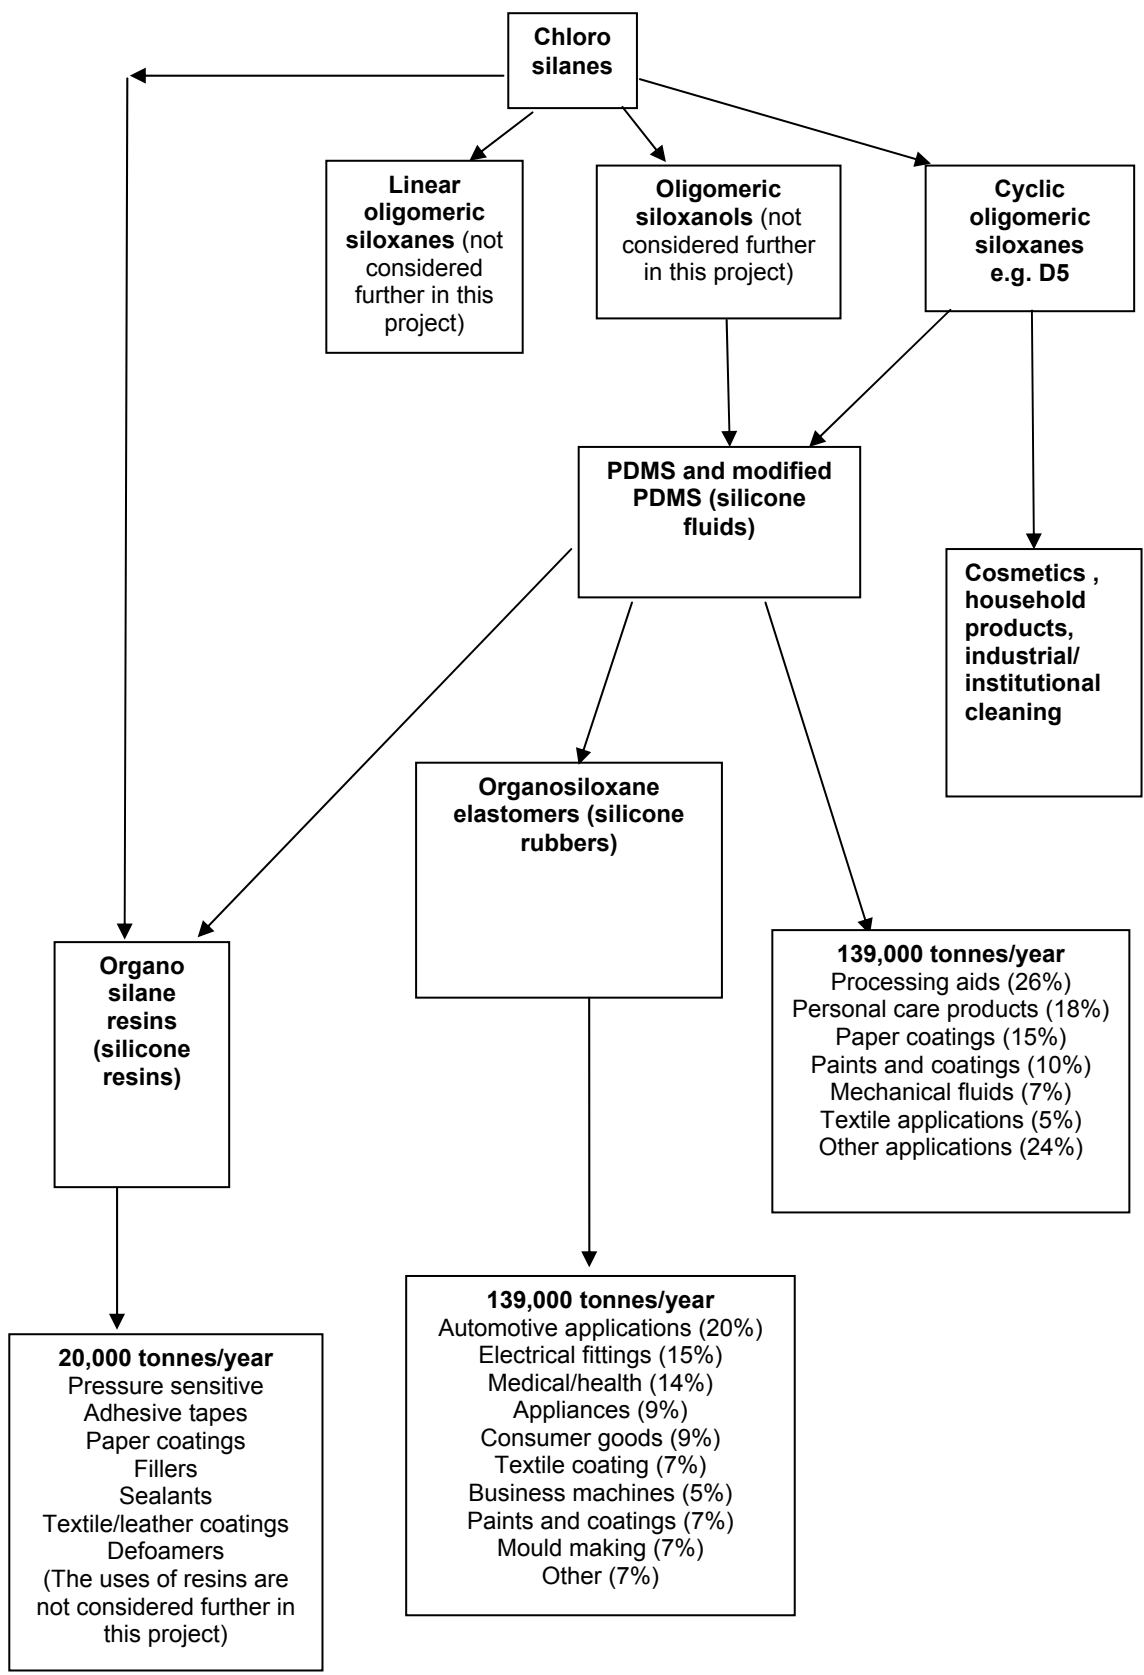 Chloro
silanes
Linear
oligomeric
siloxanes (not
considered
further in this
project)
Oligomeric
siloxanols (not
considered further
in this project)
Cyclic
oligomeric
siloxanes
e.g. D5
PDMS and modified
PDMS (silicone
fluids)
Cosmetics ,
household
products,
industrial/
institutional
cleaning
Organosiloxane
elastomers (silicone
rubbers)
Organo
silane
resins
(silicone
resins)
139,000 tonnes/year
Processing aids (26%)
Personal care products (18%)
Paper coatings (15%)
Paints and coatings (10%)
Mechanical fluids (7%)
Textile applications (5%)
Other applications (24%)
139,000 tonnes/year
Automotive applications (20%)
Electrical fittings (15%)
Medical/health (14%)
Appliances (9%)
Consumer goods (9%)
Textile coating (7%)
Business machines (5%)
Paints and coatings (7%)
Mould making (7%)
Other (7%)
20,000 tonnes/year
Pressure sensitive
Adhesive tapes
Paper coatings
Fillers
Sealants
Textile/leather coatings
Defoamers
(The uses of resins are
not considered further in
this project)